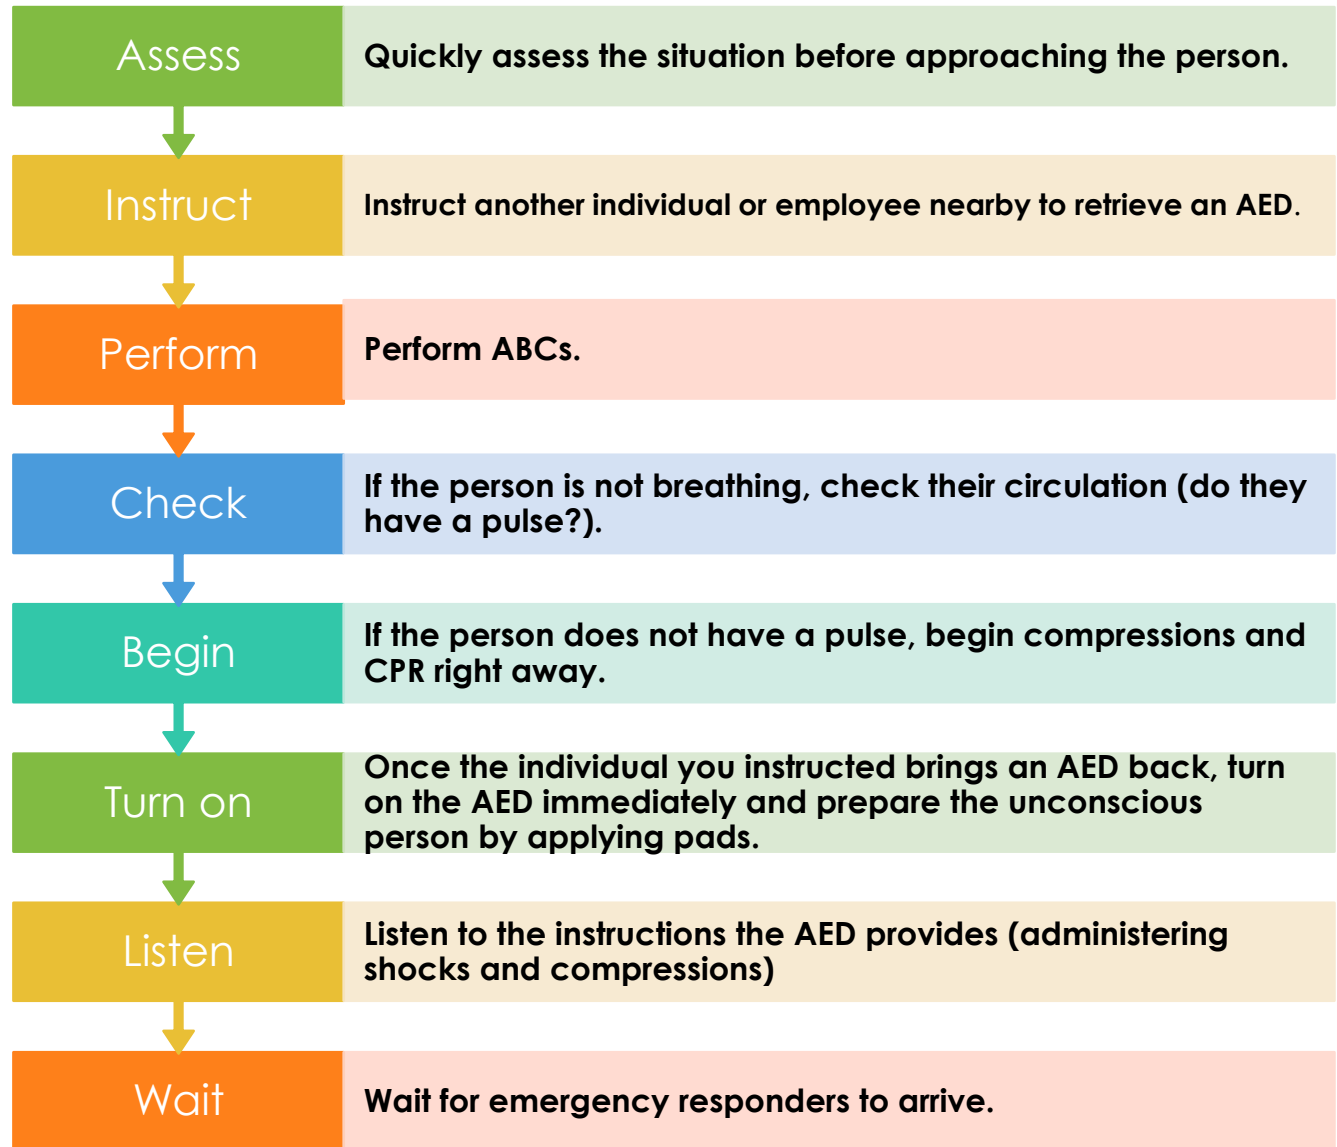 Assess
Quickly assess the situation before approaching the person.
Instruct
Instruct another individual or employee nearby to retrieve an AED.
Perform
Perform ABCs.
Check
If the person is not breathing, check their circulation (do they
have a pulse?).
Begin
If the person does not have a pulse, begin compressions and
CPR right away.
Turn on
Once the individual you instructed brings an AED back, turn
on the AED immediately and prepare the unconscious
person by applying pads.
Listen
Listen to the instructions the AED provides (administering
shocks and compressions)
Wait
Wait for emergency responders to arrive.